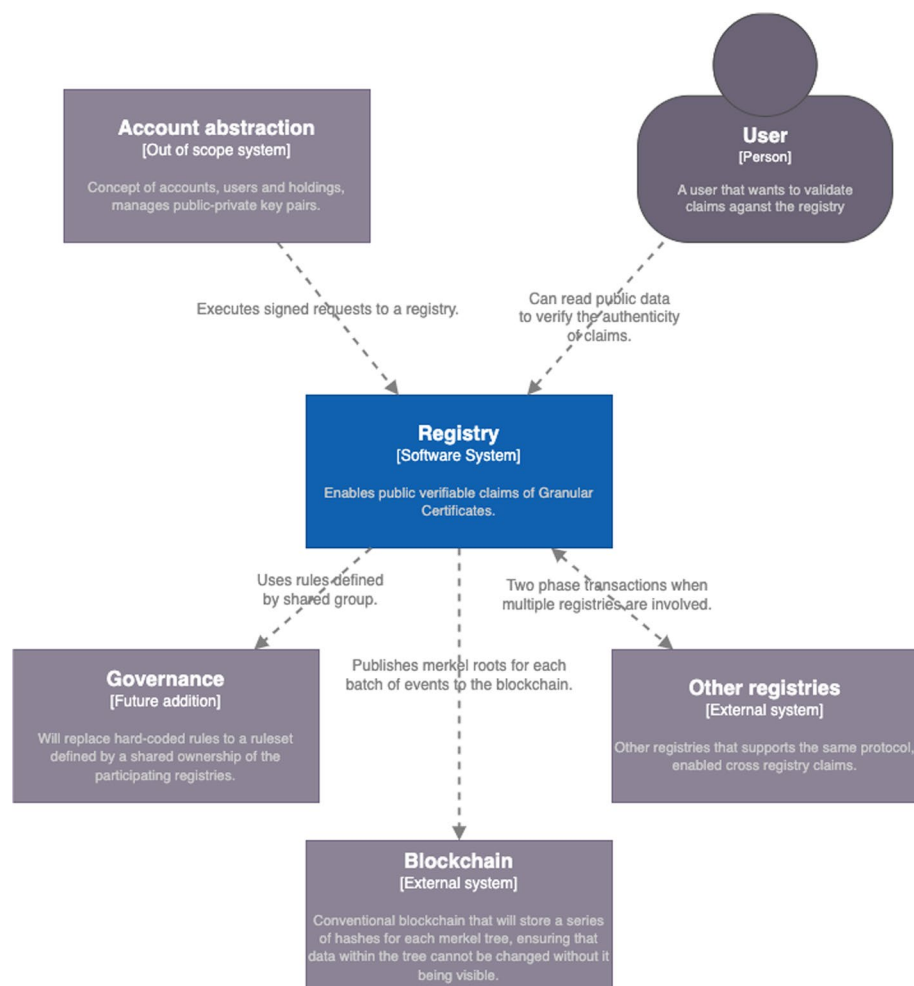 Account abstraction
[Out of scope system]
Concept of accounts, users and holdings,
manages public-private key pairs.
User
[Person]
A user that wants to validate
claims aganst the registry
Executes signed requests to a registry.
Can read public data
to verify the authenticity
of claims.
Registry
[Software System]
Enables public verifiable claims of Granular
Certificates.
Uses rules defined
by shared group.
Two phase transactions when
multiple registries are involved.
Publishes merkel roots for each
batch of events to the blockchain.
Governance
[Future addition]
Will replace hard-coded rules to a ruleset
defined by a shared ownership of the
participating registries.
Other registries
[External system]
Other registries that supports the same protocol,
enabled cross registry claims.
Blockchain
[External system]
Conventional blockchain that will store a series
of hashes for each merkel tree, ensuring that
data within the tree cannot be changed without it
being visible.